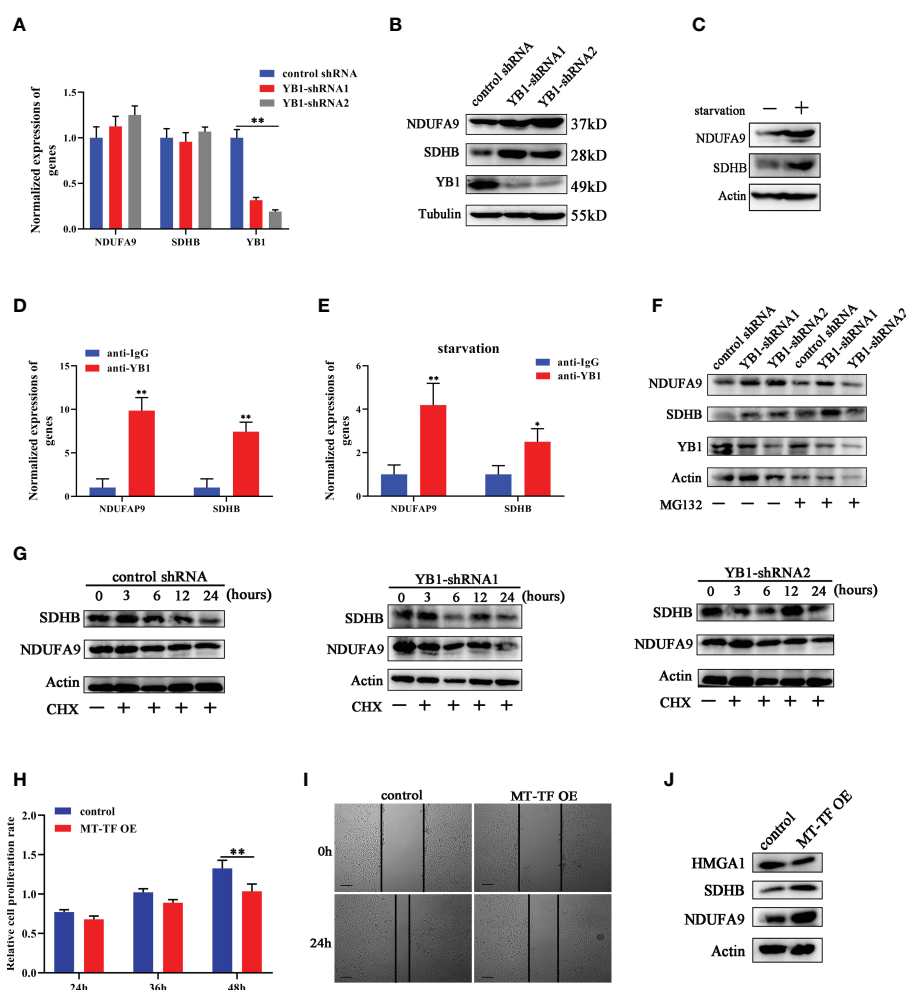 A
control shRNA
YB1-shRNA1
YB1-shRNA2
Normalized expressions of
genes
1.5
1.0
0.5
0.0
**
NDUFA9 SDHB YB1
B
control shRNA YB1-shRNA1 YB1-shRNA2
NDUFA9 37kD
SDHB 28kD
YB1 49kD
Tubulin 55kD
C
starvation − +
NDUFA9
SDHB
Actin
D
anti-IgG
anti-YB1
Normalized expressions of
genes
15
10
5
0
** **
NDUFAP9 SDHB
E
starvation
anti-IgG
anti-YB1
Normalized expressions of
genes
6
4
2
0
** *
NDUFAP9 SDHB
F
control shRNA YB1-shRNA1 YB1-shRNA2 control shRNA YB1-shRNA1 YB1-shRNA2
NDUFA9
SDHB
YB1
Actin
MG132 − − − + + +
G
control shRNA
0 3 6 12 24 (hours)
SDHB
NDUFA9
Actin
CHX − + + + +
YB1-shRNA1
0 3 6 12 24 (hours)
SDHB
NDUFA9
Actin
CHX − + + + +
YB1-shRNA2
0 3 6 12 24 (hours)
SDHB
NDUFA9
Actin
CHX − + + + +
H
control
MT-TF OE
Relative cell proliferation rate
2.0
1.5
1.0
0.5
0.0
**
24h 36h 48h
I
control MT-TF OE
0h
24h
J
control MT-TF OE
HMGA1
SDHB
NDUFA9
Actin